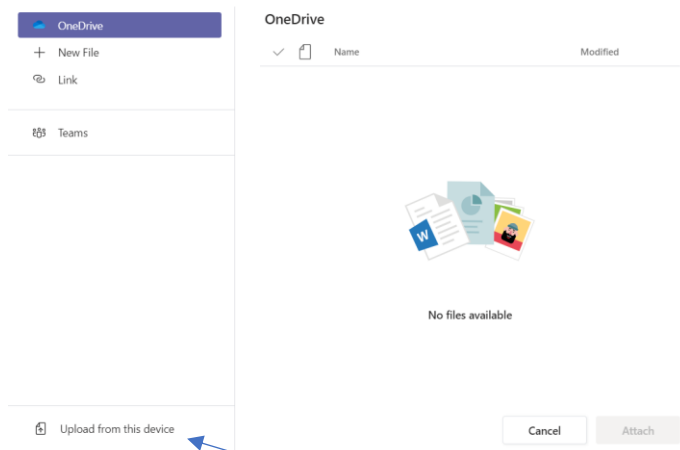 OneDrive
New File
Link
Teams
Upload from this device
OneDrive
Name Modified
W
No files available
Cancel Attach